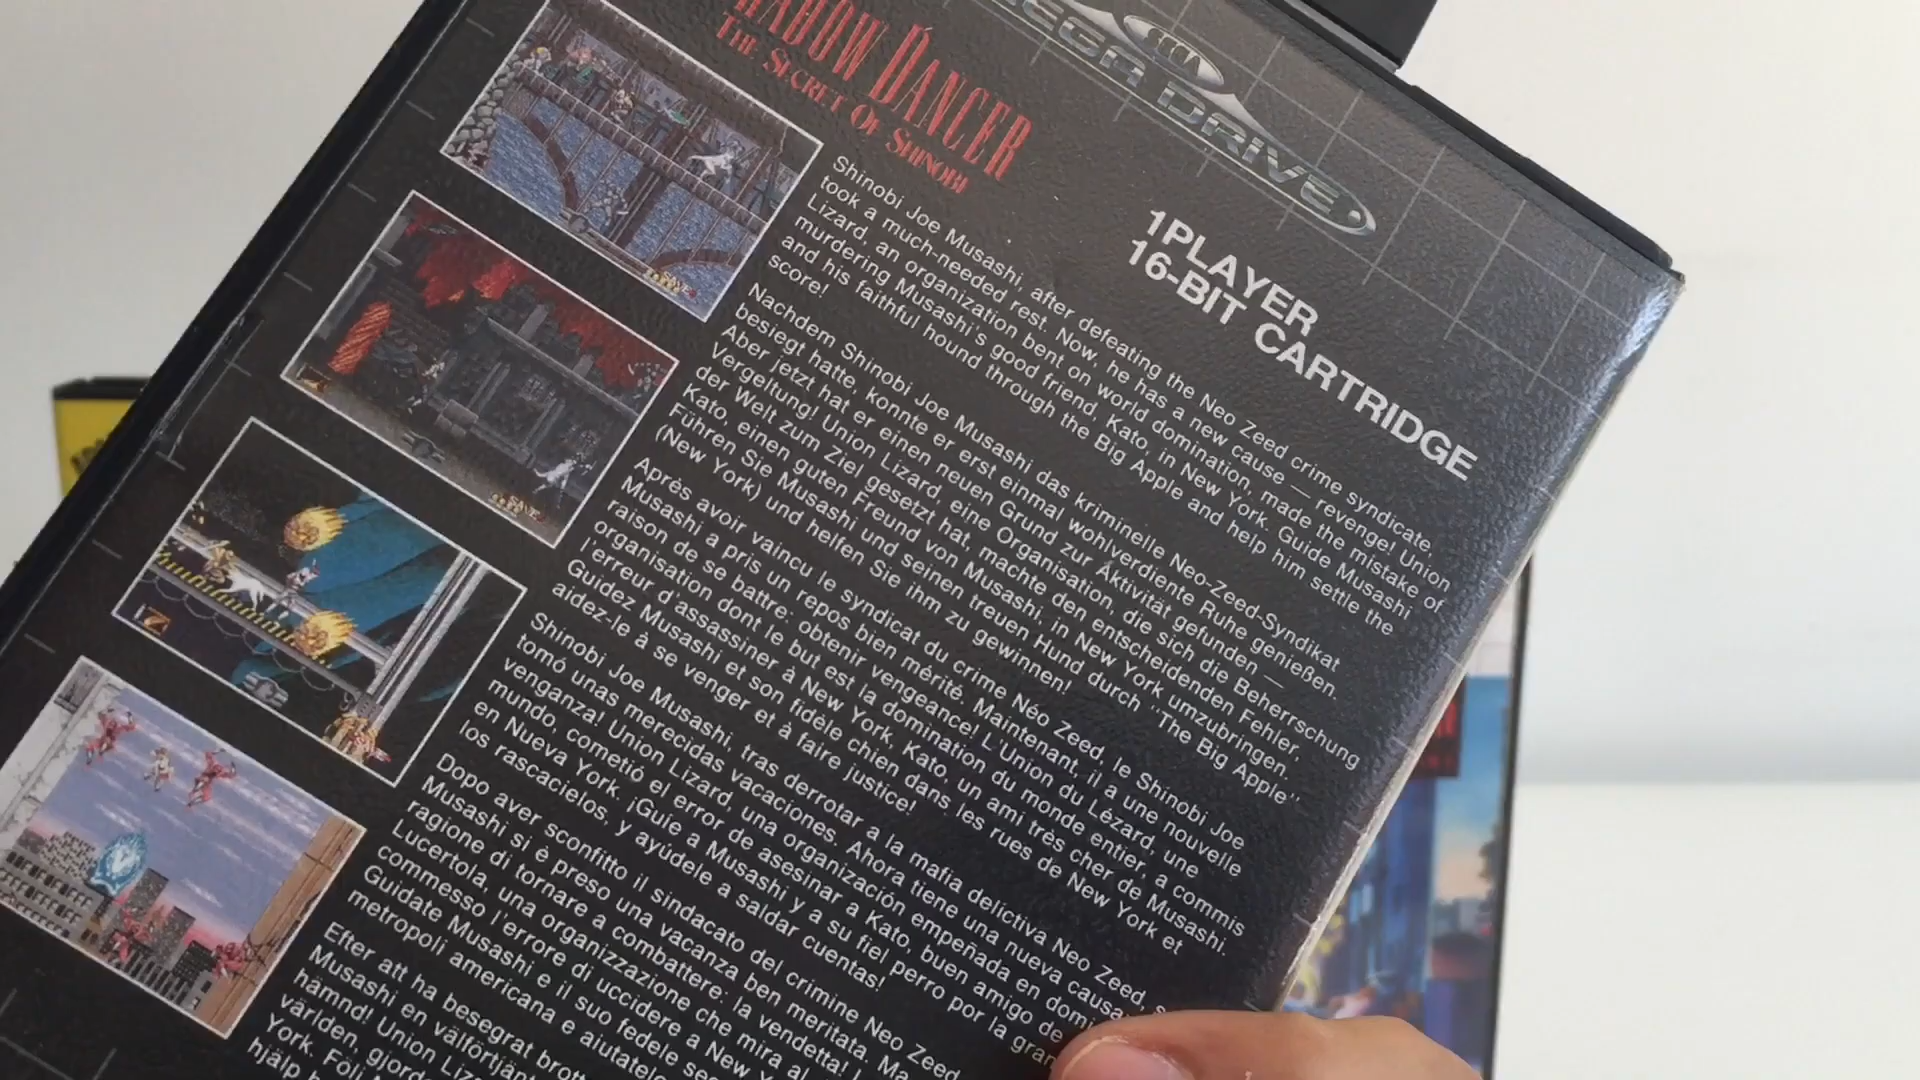 SEGA DRIVE
SHADOW DANCER
THE SECRET OF SHINOBI
1PLAYER
16-BIT CARTRIDGE
Shinobi Joe Musashi, after defeating the Neo Zeed crime syndicate,
took a much-needed rest. Now, he has a new cause — revenge! Union
Lizard, an organization bent on world domination, made the mistake of
murdering Musashi's good friend, Kato, in New York. Guide Musashi
and his faithful hound through the Big Apple and help him settle the
score!
Nachdem Shinobi Joe Musashi das kriminelle Neo-Zeed-Syndikat
besiegt hatte, konnte er erst einmal wohlverdiente Ruhe genießen.
Aber jetzt hat er einen neuen Grund zur Aktivität gefunden —
Vergeltung! Union Lizard, eine Organisation, die sich die Beherrschung
der Welt zum Ziel gesetzt hat, machte den entscheidenden Fehler,
Kato, einen guten Freund von Musashi, in New York umzubringen.
Führen Sie Musashi und seinen treuen Hund durch "The Big Apple"
(New York) und helfen Sie ihm zu gewinnen!
Après avoir vaincu le syndicat du crime Néo Zeed, le Shinobi Joe
Musashi a pris un repos bien mérité. Maintenant, il a une nouvelle
raison de se battre: obtenir vengeance! L'Union du Lézard, une
organisation dont le but est la domination du monde entier, a commis
l'erreur d'assassiner à New York, Kato, un ami très cher de Musashi.
Guidez Musashi et son fidèle chien dans les rues de New York et
aidez-le à se venger et à faire justice!
Shinobi Joe Musashi, tras derrotar a la mafia delictiva Neo Zeed,
tomó unas merecidas vacaciones. Ahora tiene una nueva causa
venganza! Union Lizard, una organización empeñada en domi
mundo, cometió el error de asesinar a Kato, buen amigo de
en Nueva York. ¡Guíe a Musashi y a su fiel perro por la gran
los rascacielos, y ayúdele a saldar cuentas!
Dopo aver sconfitto il sindacato del crimine Neo Zeed
Musashi si è preso una vacanza ben meritata. Ma
ragione di tornare a combattere: la vendetta! L
Lucertola, una organizzazione che mira al
commesso l'errore di uccidere a New Y
Guidate Musashi e il suo fedele se
metropoli americana e aiutatelo
Efter att ha besegrat brott
Musashi en välförtjänt
hämnd! Union Liza
världen, gjorde
York. Följ
hjälp h